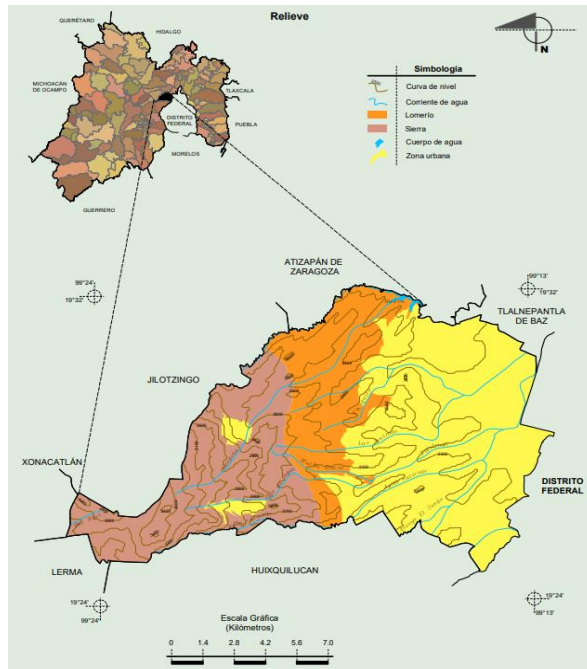 Relieve
QUERÉTARO
HIDALGO
MICHOACÁN
DE OCAMPO
TLAXCALA
DISTRITO
FEDERAL
PUEBLA
MORELOS
GUERRERO
N
Simbología
Curva de nivel
Corriente de agua
Lomerío
Sierra
Cuerpo de agua
Zona urbana
ATIZAPÁN DE
ZARAGOZA
99°24'
19°32'
99°13'
19°32'
TLALNEPANTLA
DE BAZ
JILOTZINGO
XONACATLÁN
DISTRITO
FEDERAL
LERMA
HUIXQUILUCAN
19°24'
99°24'
19°24'
99°13'
Escala Gráfica
(Kilómetros)
0 1.4 2.8 4.2 5.6 7.0